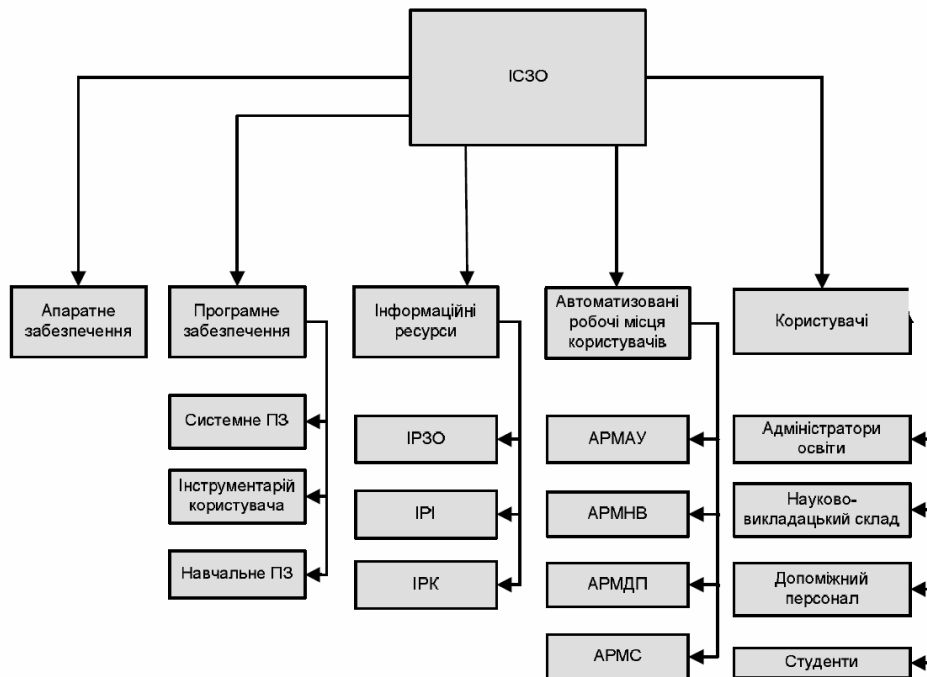 ІСЗО
Апаратне
забезпечення
Програмне
забезпечення
Інформаційні
ресурси
Автоматизовані
робочі місця
користувачів
Користувачі
Системне ПЗ
Інструментарій
користувача
Навчальне ПЗ
ІРЗО
ІРІ
ІРК
АРМАУ
АРМНВ
АРМДП
АРМС
Адміністратори
освіти
Науково-
викладацький склад
Допоміжний
персонал
Студенти